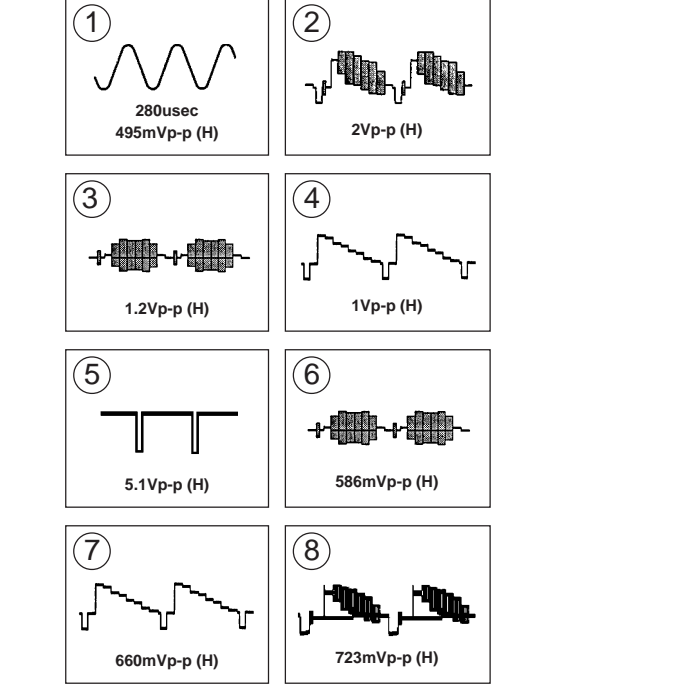 1
280usec
495mVp-p (H)
2
2Vp-p (H)
3
1.2Vp-p (H)
4
1Vp-p (H)
5
5.1Vp-p (H)
6
586mVp-p (H)
7
660mVp-p (H)
8
723mVp-p (H)